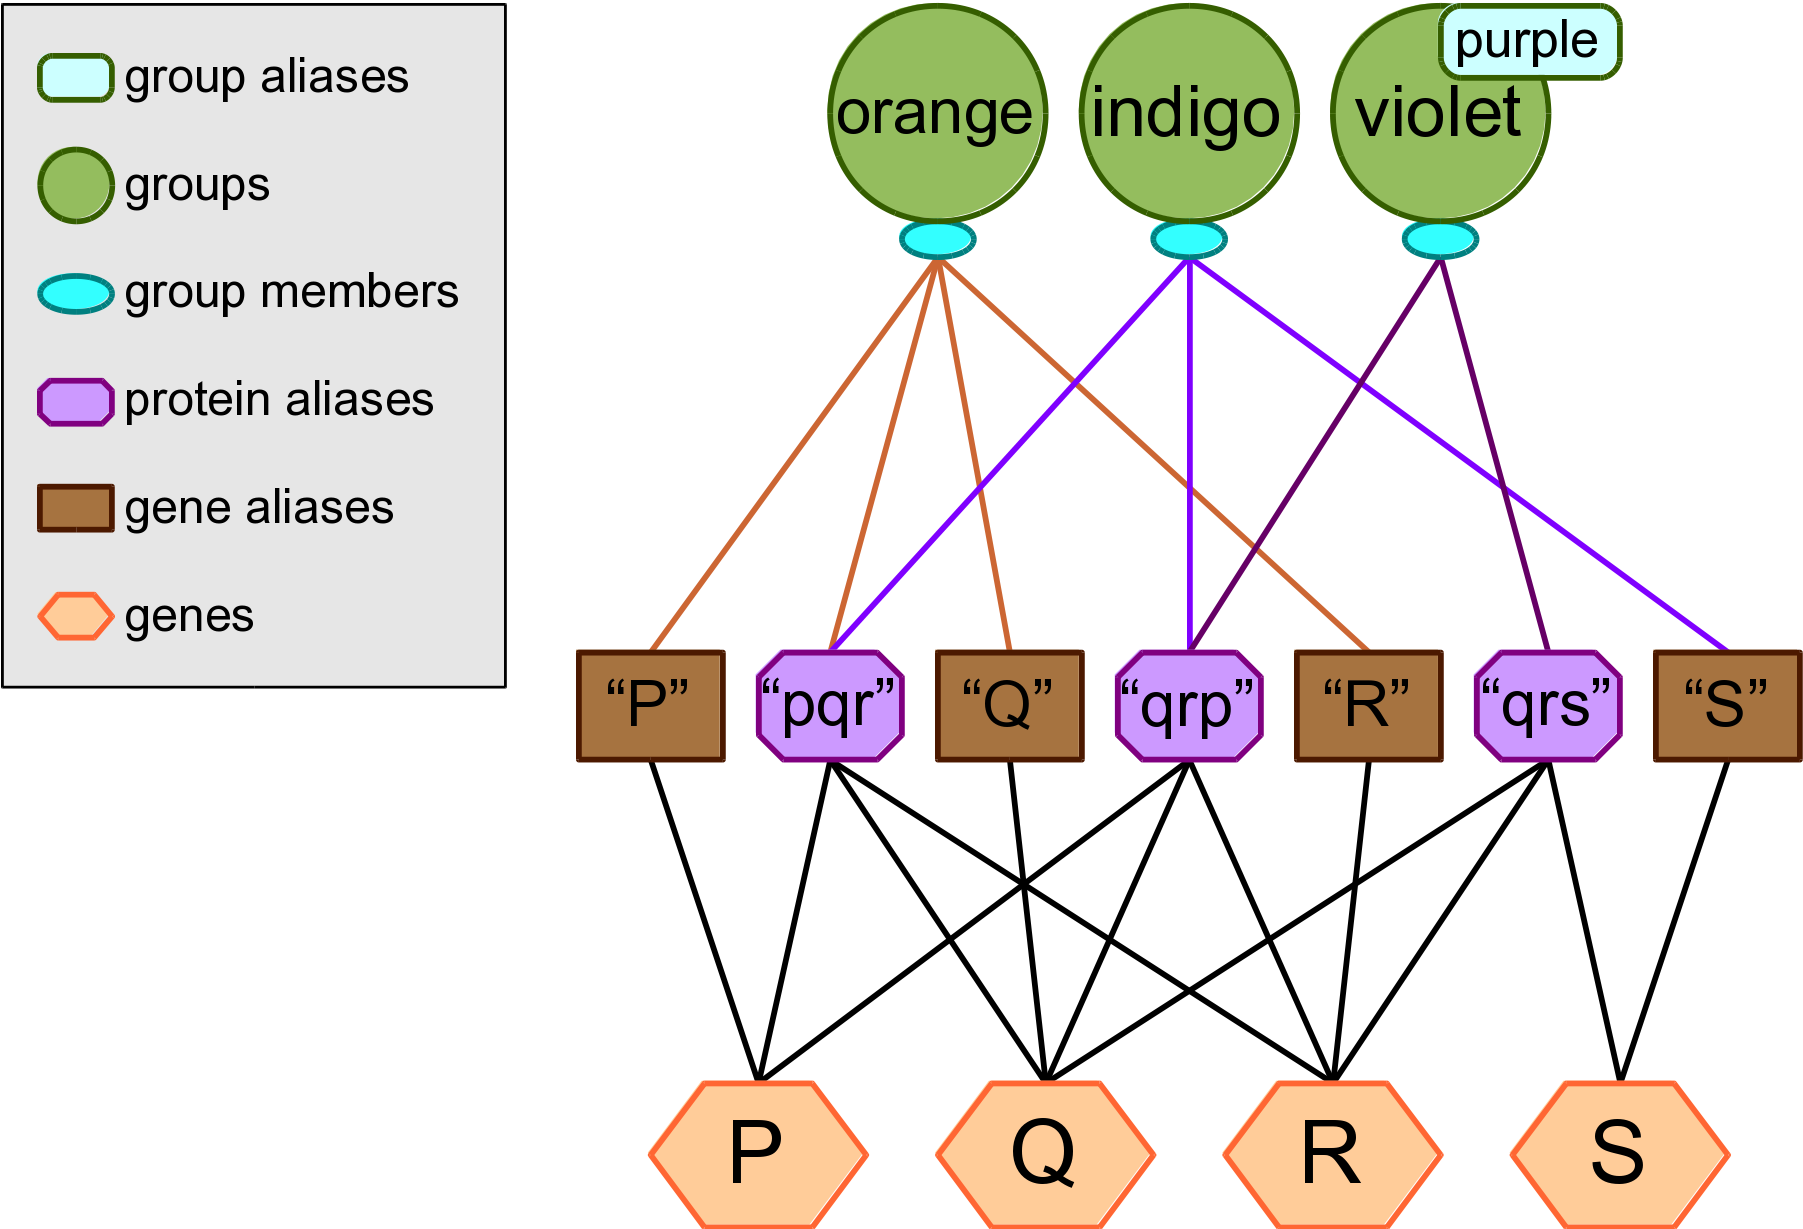 group aliases
groups
group members
protein aliases
gene aliases
genes
purple
orange indigo violet
“P” “pqr” “Q” “qrp” “R” “qrs” “S”
P Q R S